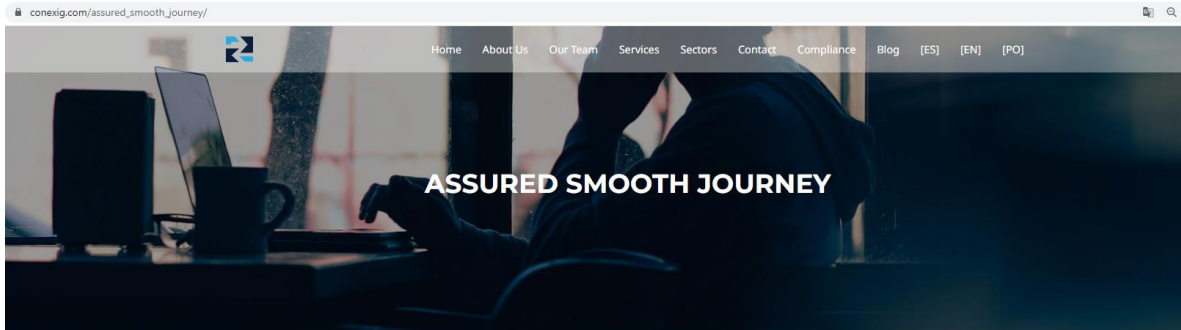 conexig.com/assured_smooth_journey/
Home About Us Our Team Services Sectors Contact Compliance Blog [ES] [EN] [PO]
ASSURED SMOOTH JOURNEY